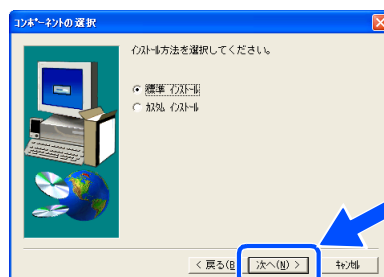 コンポーネントの選択
インストール方法を選択してください。
標準 インストール
カスタム インストール
< 戻る(B
次へ(N) >
キャンセル